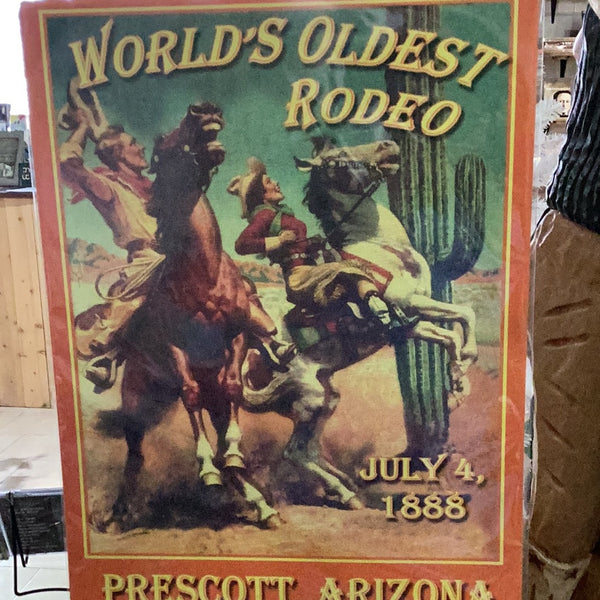 WORLD'S OLDEST
RODEO
JULY 4,
1888
PRESCOTT ARIZONA